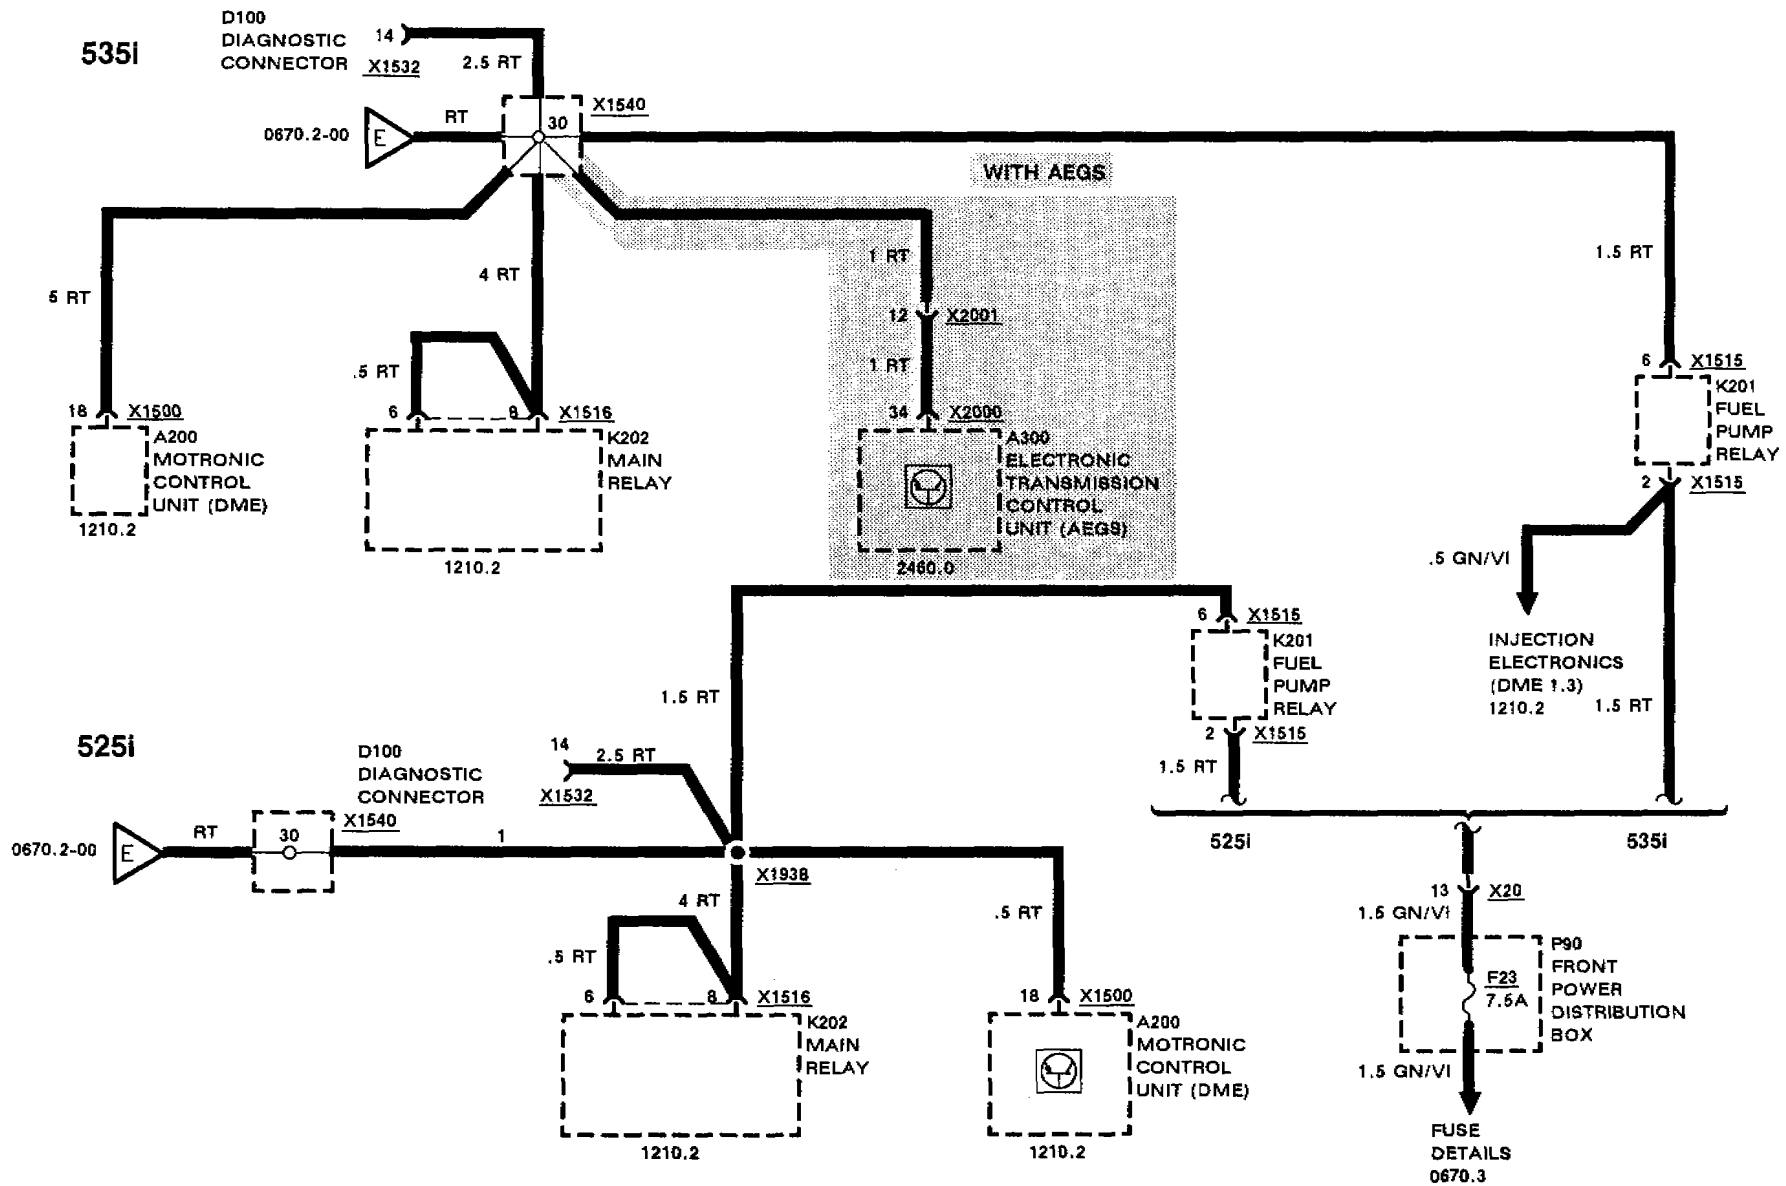 535i
D100
DIAGNOSTIC
CONNECTOR
14
X1532
2.5 RT
0670.2-00
E
RT
30
X1540
WITH AEGS
5 RT
4 RT
.5 RT
1 RT
12
X2001
1 RT
1.5 RT
18
X1500
A200
MOTRONIC
CONTROL
UNIT (DME)
1210.2
6
8
X1516
K202
MAIN
RELAY
1210.2
34
X2000
A300
ELECTRONIC
TRANSMISSION
CONTROL
UNIT (AEGS)
2460.0
6
X1515
K201
FUEL
PUMP
RELAY
2
X1515
.5 GN/VI
INJECTION
ELECTRONICS
(DME 1.3)
1210.2
1.5 RT
525i
D100
DIAGNOSTIC
CONNECTOR
14
X1532
2.5 RT
1.5 RT
6
X1515
K201
FUEL
PUMP
RELAY
2
X1515
1.5 RT
0670.2-00
E
RT
30
X1540
1
X1938
4 RT
.5 RT
.5 RT
6
8
X1516
K202
MAIN
RELAY
1210.2
18
X1500
A200
MOTRONIC
CONTROL
UNIT (DME)
1210.2
525i
535i
13
X20
1.5 GN/VI
P90
FRONT
POWER
DISTRIBUTION
BOX
F23
7.5A
1.5 GN/VI
FUSE
DETAILS
0670.3